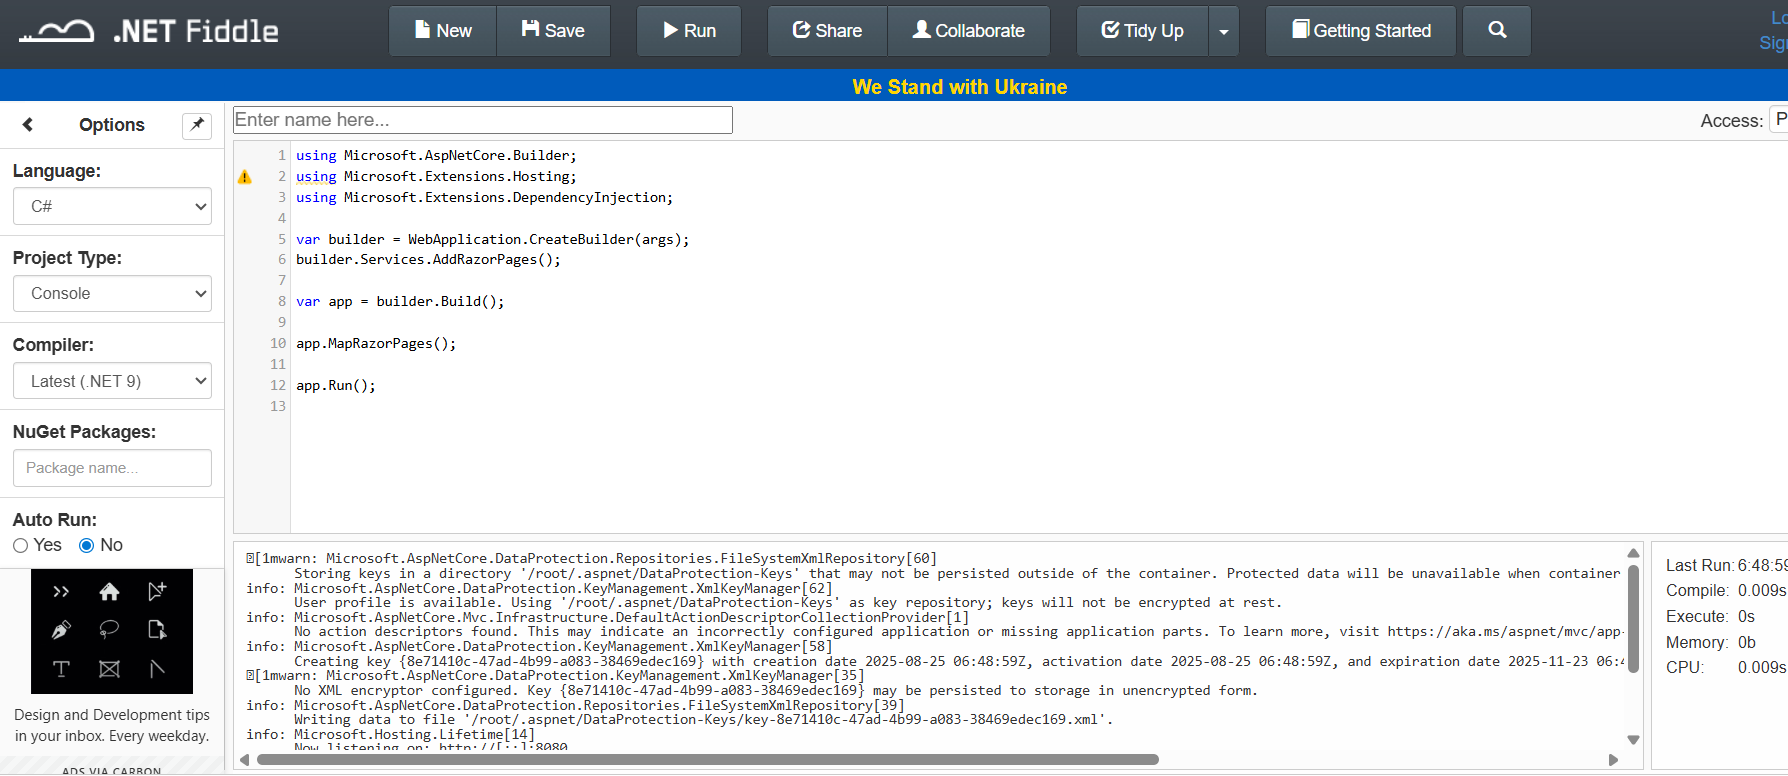 .NET Fiddle
New
Save
Run
Share
Collaborate
Tidy Up
Getting Started
We Stand with Ukraine
Options
Enter name here...
Access:
Language:
C#
Project Type:
Console
Compiler:
Latest (.NET 9)
NuGet Packages:
Package name...
Auto Run:
Yes No
Design and Development tips
in your inbox. Every weekday.
ADS VIA CARBON
1 using Microsoft.AspNetCore.Builder;
2 using Microsoft.Extensions.Hosting;
3 using Microsoft.Extensions.DependencyInjection;
4
5 var builder = WebApplication.CreateBuilder(args);
6 builder.Services.AddRazorPages();
7
8 var app = builder.Build();
9
10 app.MapRazorPages();
11
12 app.Run();
13
[1mwarn: Microsoft.AspNetCore.DataProtection.Repositories.FileSystemXmlRepository[60]
Storing keys in a directory '/root/.aspnet/DataProtection-Keys' that may not be persisted outside of the container. Protected data will be unavailable when container
info: Microsoft.AspNetCore.DataProtection.KeyManagement.XmlKeyManager[62]
User profile is available. Using '/root/.aspnet/DataProtection-Keys' as key repository; keys will not be encrypted at rest.
info: Microsoft.AspNetCore.Mvc.Infrastructure.DefaultActionDescriptorCollectionProvider[1]
No action descriptors found. This may indicate an incorrectly configured application or missing application parts. To learn more, visit https://aka.ms/aspnet/mvc/app-
info: Microsoft.AspNetCore.DataProtection.KeyManagement.XmlKeyManager[58]
Creating key {8e71410c-47ad-4b99-a083-38469edec169} with creation date 2025-08-25 06:48:59Z, activation date 2025-08-25 06:48:59Z, and expiration date 2025-11-23 06:4
[1mwarn: Microsoft.AspNetCore.DataProtection.KeyManagement.XmlKeyManager[35]
No XML encryptor configured. Key {8e71410c-47ad-4b99-a083-38469edec169} may be persisted to storage in unencrypted form.
info: Microsoft.AspNetCore.DataProtection.Repositories.FileSystemXmlRepository[39]
Writing data to file '/root/.aspnet/DataProtection-Keys/key-8e71410c-47ad-4b99-a083-38469edec169.xml'.
info: Microsoft.Hosting.Lifetime[14]
Now listening on: http://[::]:8080
Last Run: 6:48:59
Compile: 0.009s
Execute: 0s
Memory: 0b
CPU: 0.009s